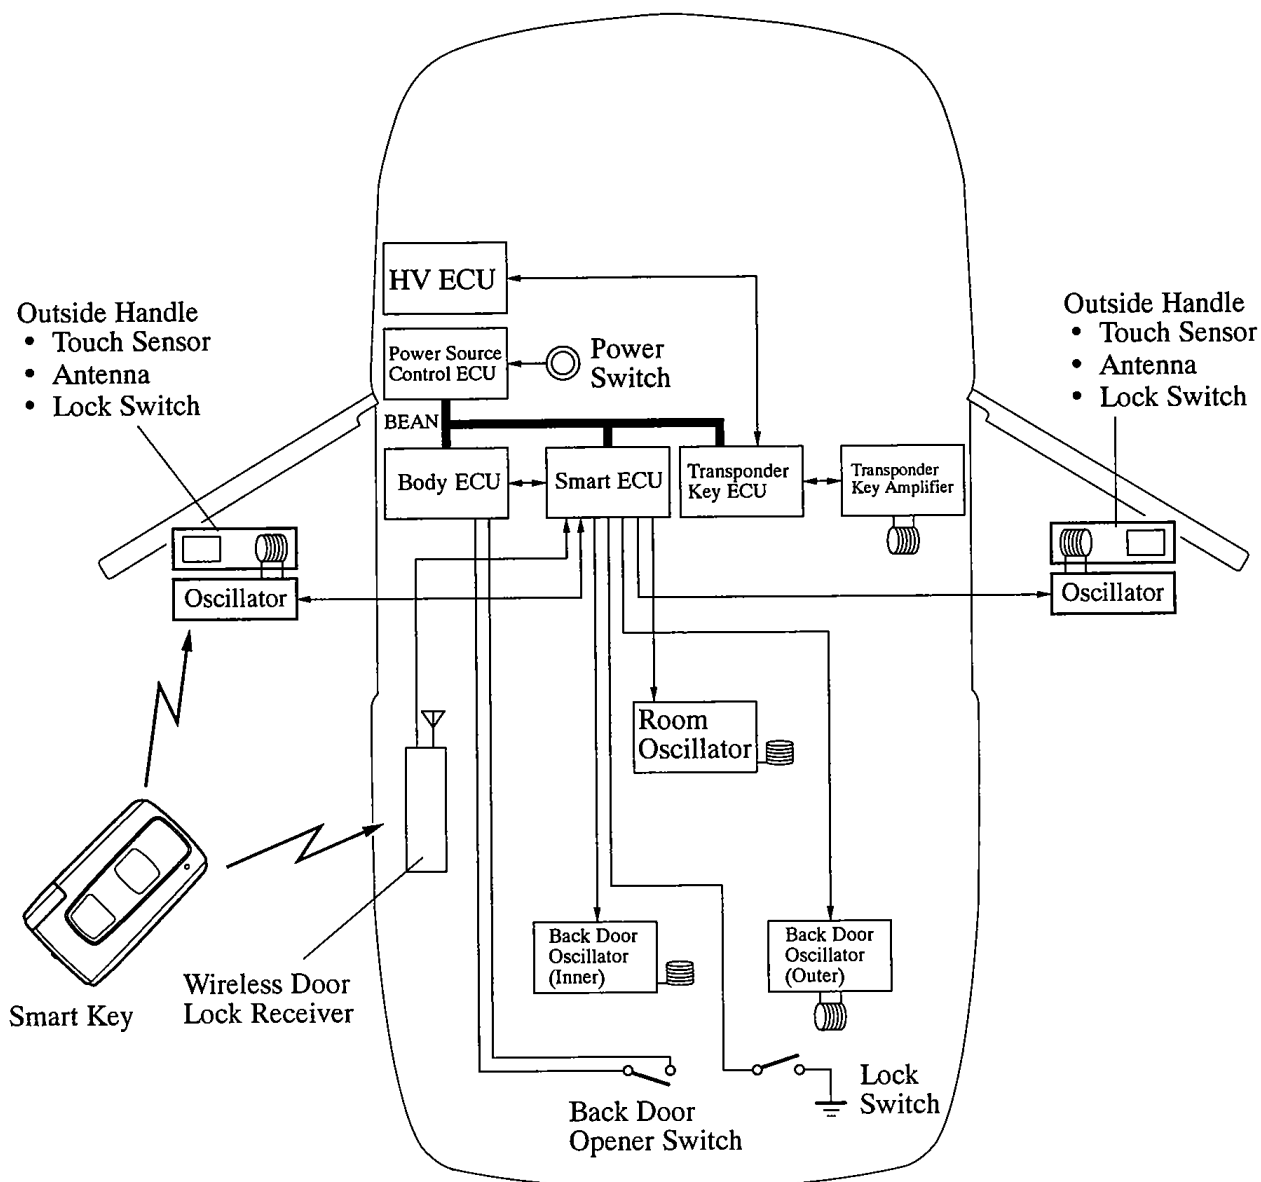 HV ECU
Outside Handle
• Touch Sensor
• Antenna
• Lock Switch
Outside Handle
• Touch Sensor
• Antenna
• Lock Switch
Power Source
Control ECU
Power
Switch
BEAN
Body ECU
Smart ECU
Transponder
Key ECU
Transponder
Key Amplifier
Oscillator
Oscillator
Room
Oscillator
Back Door
Oscillator
(Inner)
Back Door
Oscillator
(Outer)
Smart Key
Wireless Door
Lock Receiver
Back Door
Opener Switch
Lock
Switch